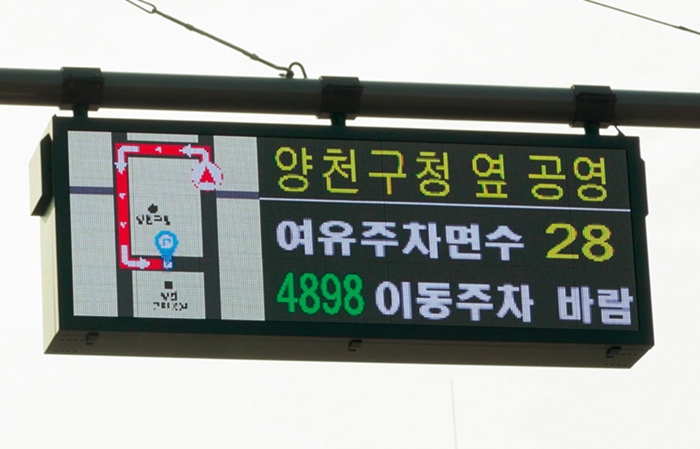 양천구청 옆 공영
여유주차면수 28
4898 이동주차 바람
P